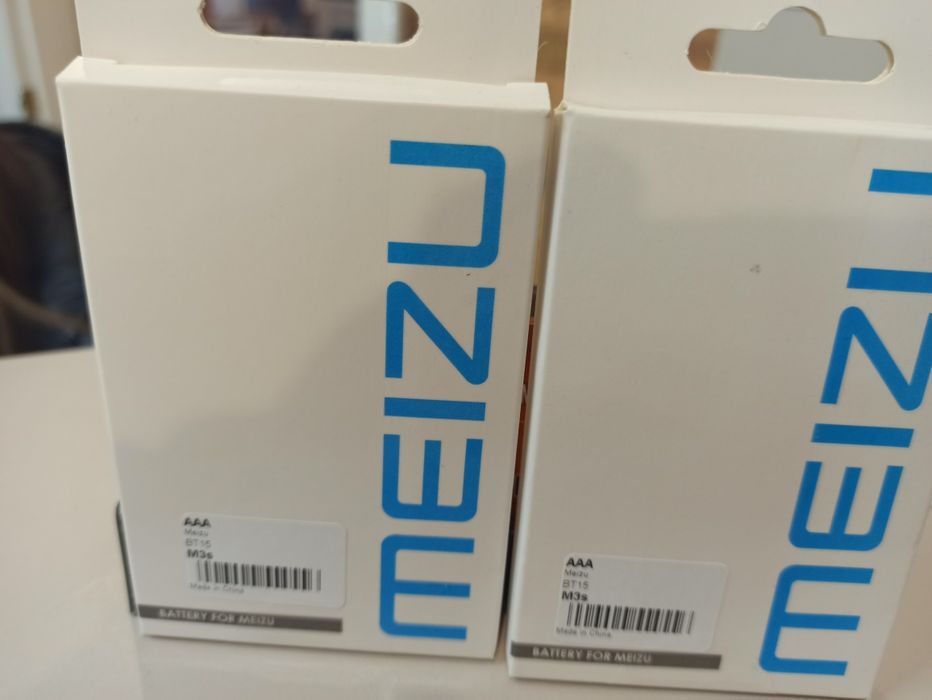 MEIZU
AAA
Meizu
BT15
M3s
Made in China
BATTERY FOR MEIZU
MEIZU
AAA
Meizu
BT15
M3s
Made in China
BATTERY FOR MEIZU